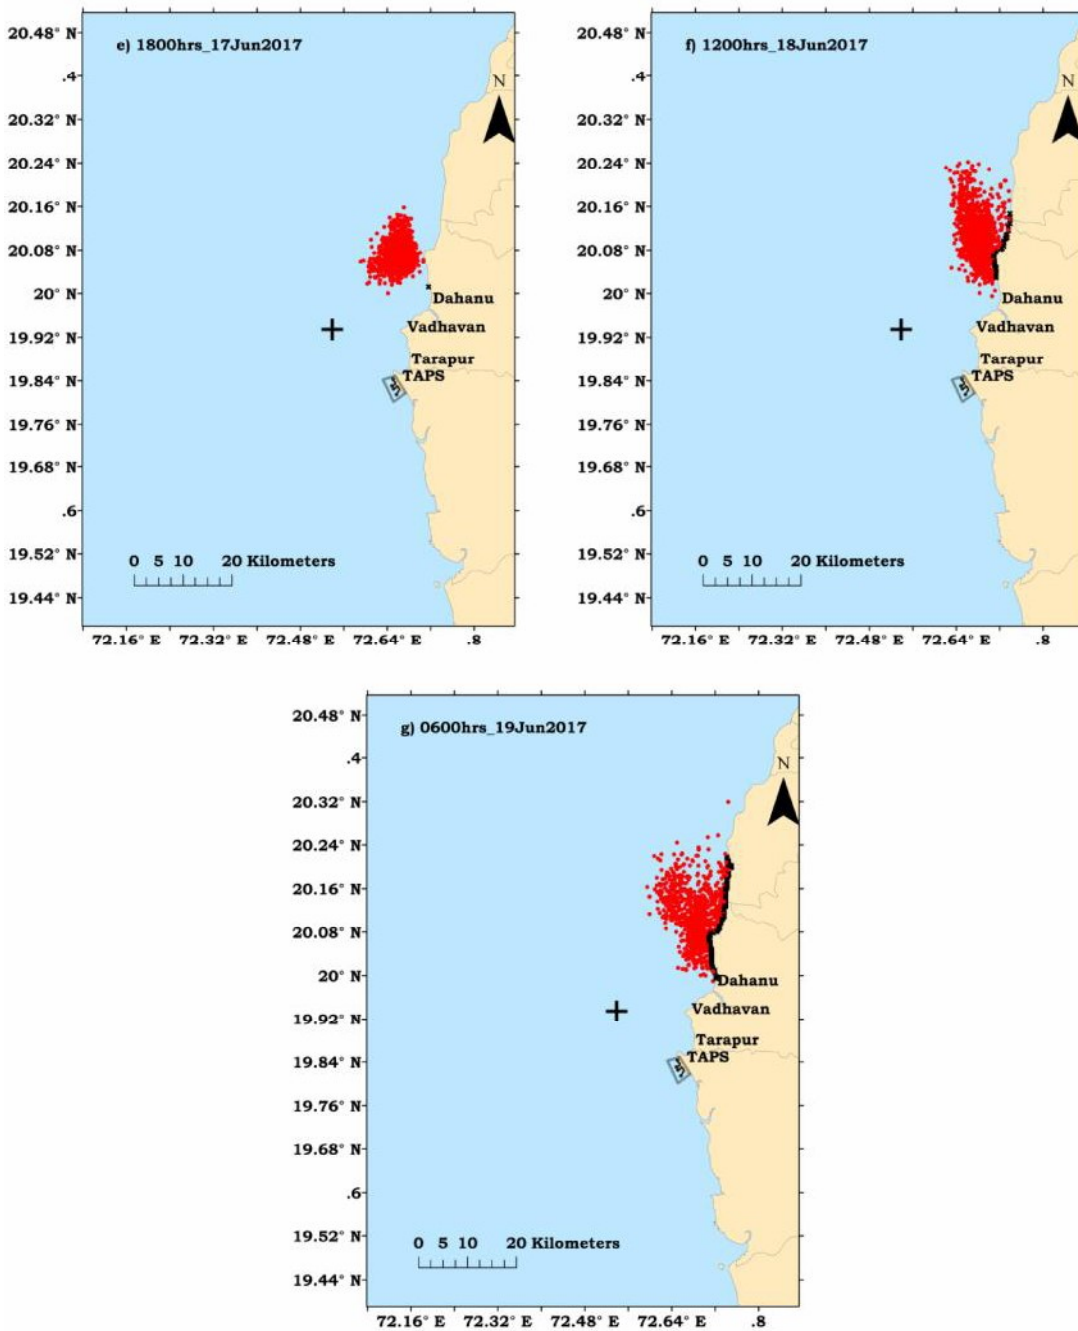 e) 1800hrs_17Jun2017
N
20.48° N
.4
20.32° N
20.24° N
20.16° N
20.08° N
20° N
19.92° N
19.84° N
19.76° N
19.68° N
.6
19.52° N
19.44° N
Dahanu
Vadhavan
Tarapur
TAPS
0 5 10 20 Kilometers
72.16° E 72.32° E 72.48° E 72.64° E .8
f) 1200hrs_18Jun2017
N
20.48° N
.4
20.32° N
20.24° N
20.16° N
20.08° N
20° N
19.92° N
19.84° N
19.76° N
19.68° N
.6
19.52° N
19.44° N
Dahanu
Vadhavan
Tarapur
TAPS
0 5 10 20 Kilometers
72.16° E 72.32° E 72.48° E 72.64° E .8
g) 0600hrs_19Jun2017
N
20.48° N
.4
20.32° N
20.24° N
20.16° N
20.08° N
20° N
19.92° N
19.84° N
19.76° N
19.68° N
.6
19.52° N
19.44° N
Dahanu
Vadhavan
Tarapur
TAPS
0 5 10 20 Kilometers
72.16° E 72.32° E 72.48° E 72.64° E .8